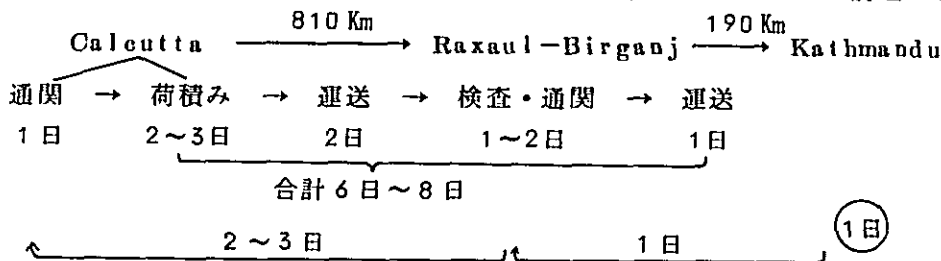 810 Km 190 Km
Calcutta → Raxaul－Birganj → Kathmandu
通関 → 荷積み → 運送 → 検査・通関 → 運送
1日 2～3日 2日 1～2日 1日
合計6日～8日
2～3日 1日 1日